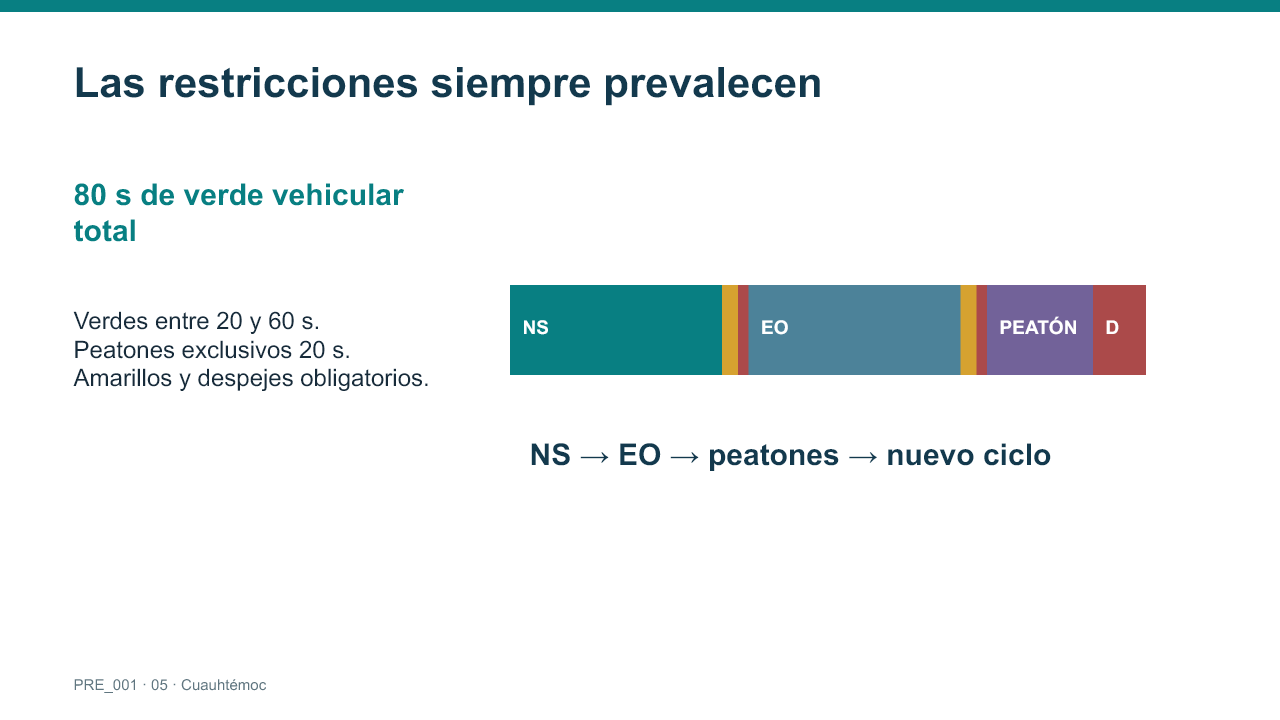 Las restricciones siempre prevalecen
80 s de verde vehicular
total
Verdes entre 20 y 60 s.
Peatones exclusivos 20 s.
Amarillos y despejes obligatorios.
NS
EO
PEATÓN
D
NS → EO → peatones → nuevo ciclo
PRE_001 · 05 · Cuauhtémoc